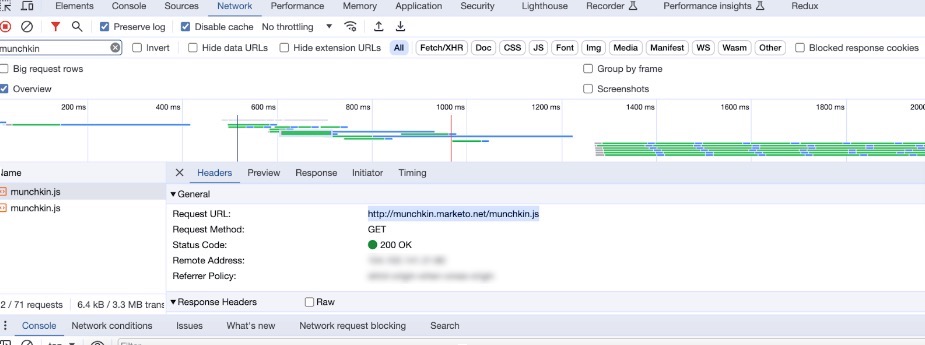 Elements Console Sources Network Performance Memory Application Security Lighthouse Recorder Performance insights Redux
Preserve log Disable cache No throttling
munchkin Invert Hide data URLs Hide extension URLs All Fetch/XHR Doc CSS JS Font Img Media Manifest WS Wasm Other Blocked response cookies
Big request rows Group by frame
Overview Screenshots
200 ms 400 ms 600 ms 800 ms 1000 ms 1200 ms 1400 ms 1600 ms 1800 ms 2000
Name Headers Preview Response Initiator Timing
munchkin.js
munchkin.js
General
Request URL: http://munchkin.marketo.net/munchkin.js
Request Method: GET
Status Code: 200 OK
Remote Address:
Referrer Policy:
2 / 71 requests 6.4 kB / 3.3 MB trans
Response Headers Raw
Console Network conditions Issues What's new Network request blocking Search
top Filter